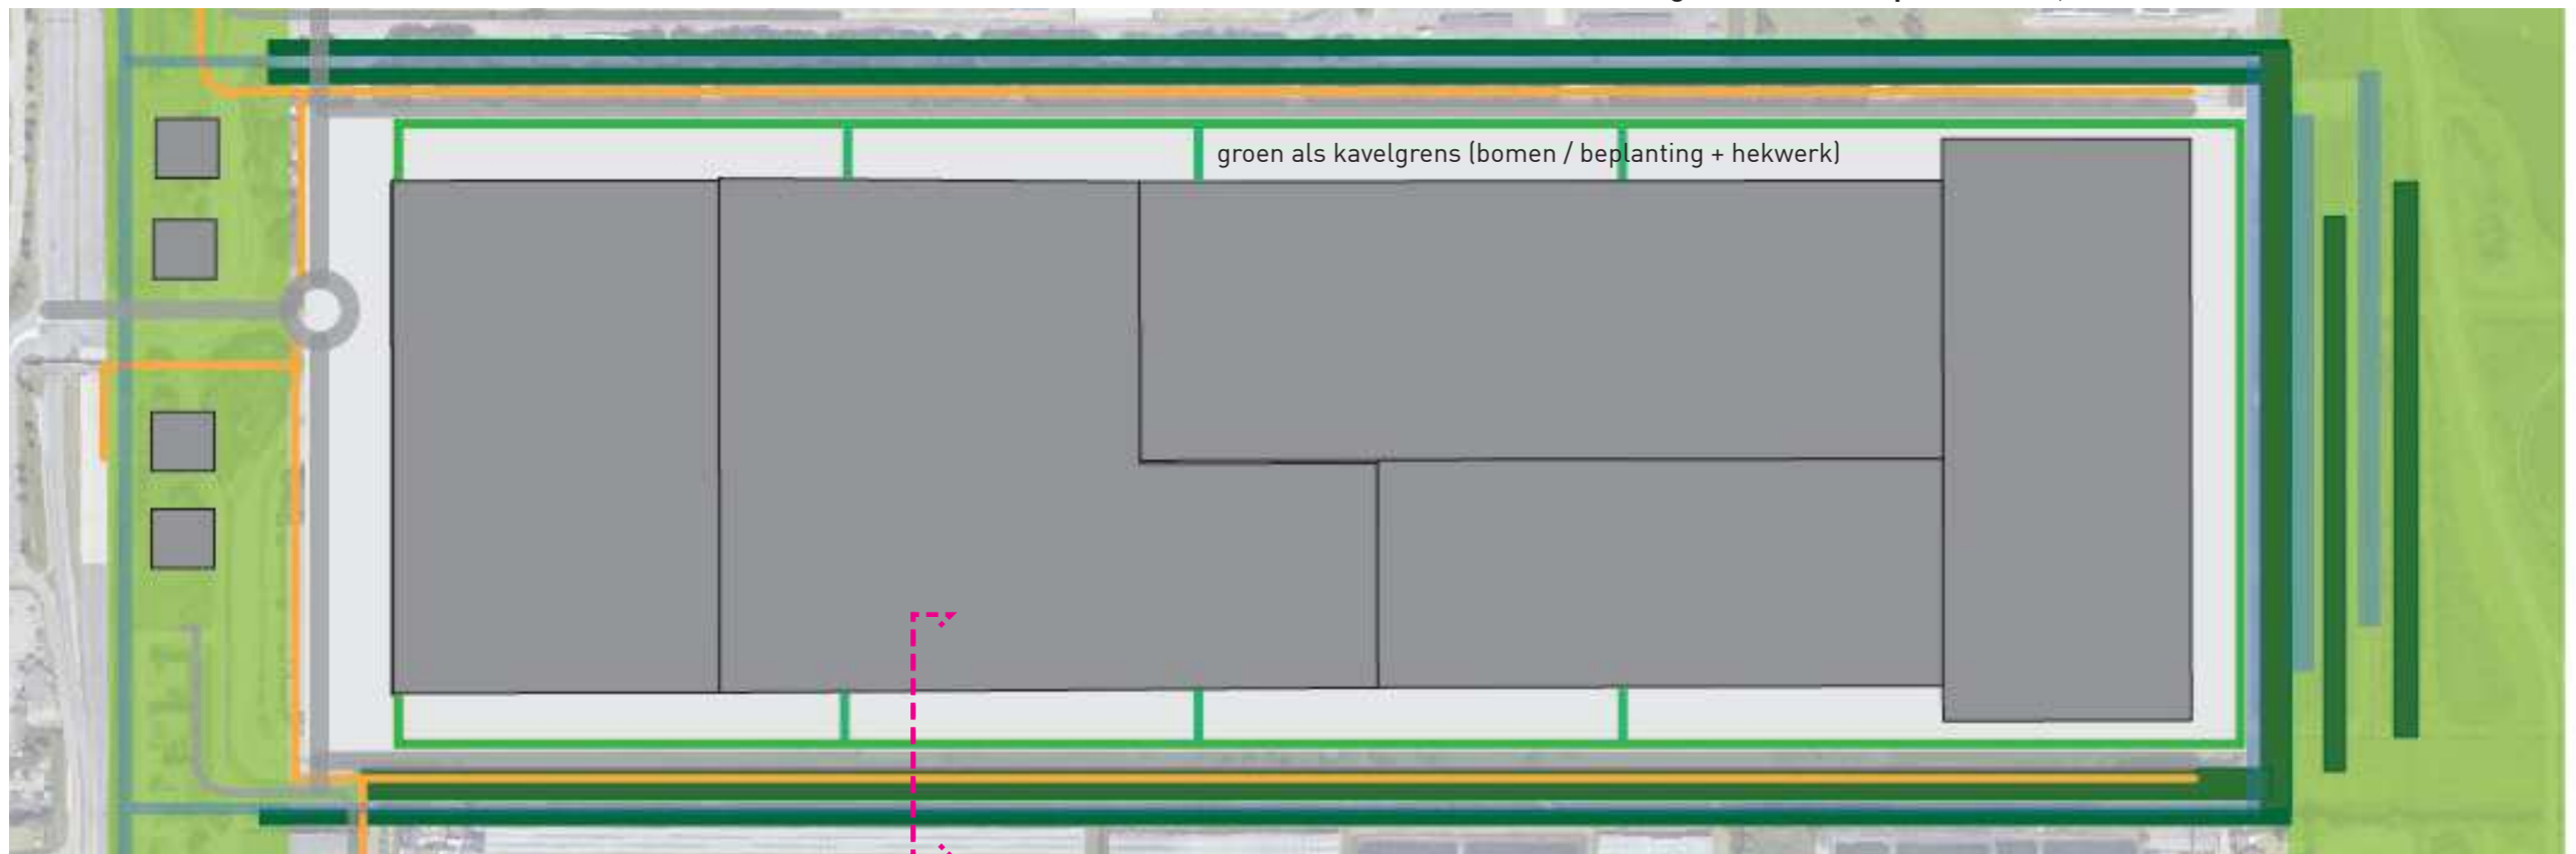 groen als kavelgrens (bomen / beplanting + hekwerk)